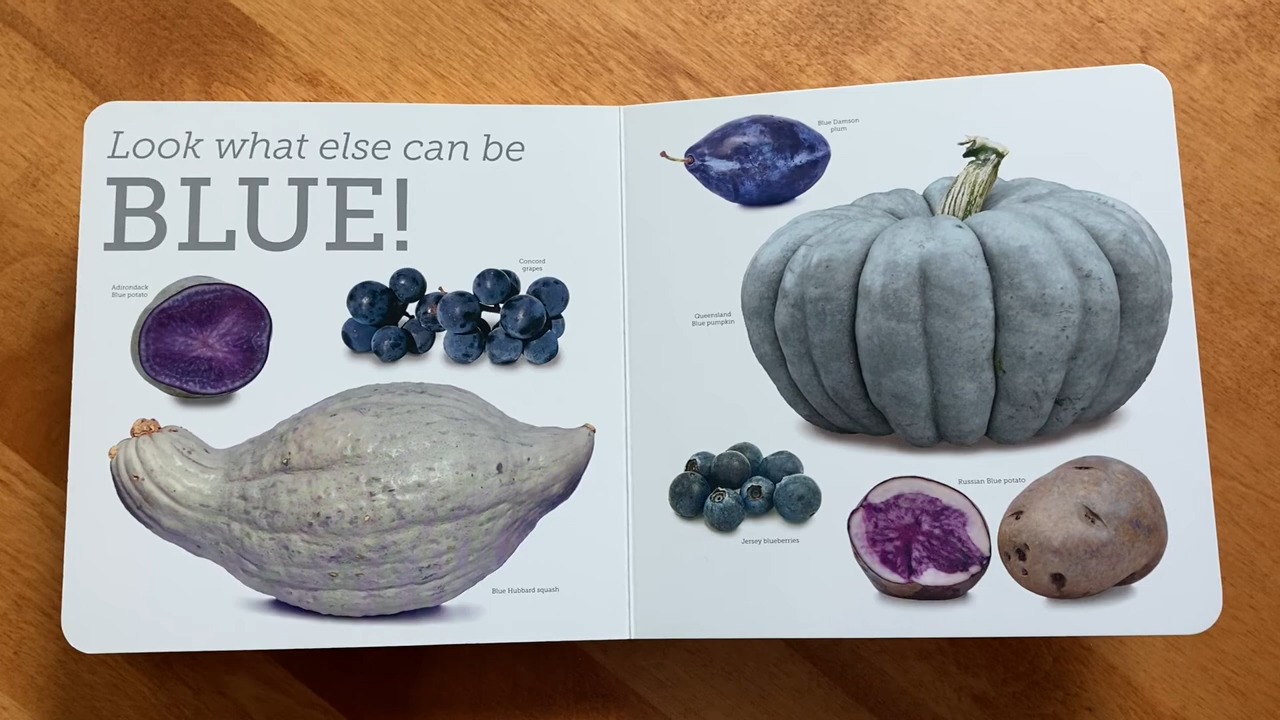 Look what else can be
BLUE!
Adirondack
Blue potato
Concord
grapes
Blue Hubbard squash
Blue Damson
plum
Queensland
Blue pumpkin
Jersey blueberries
Russian Blue potato